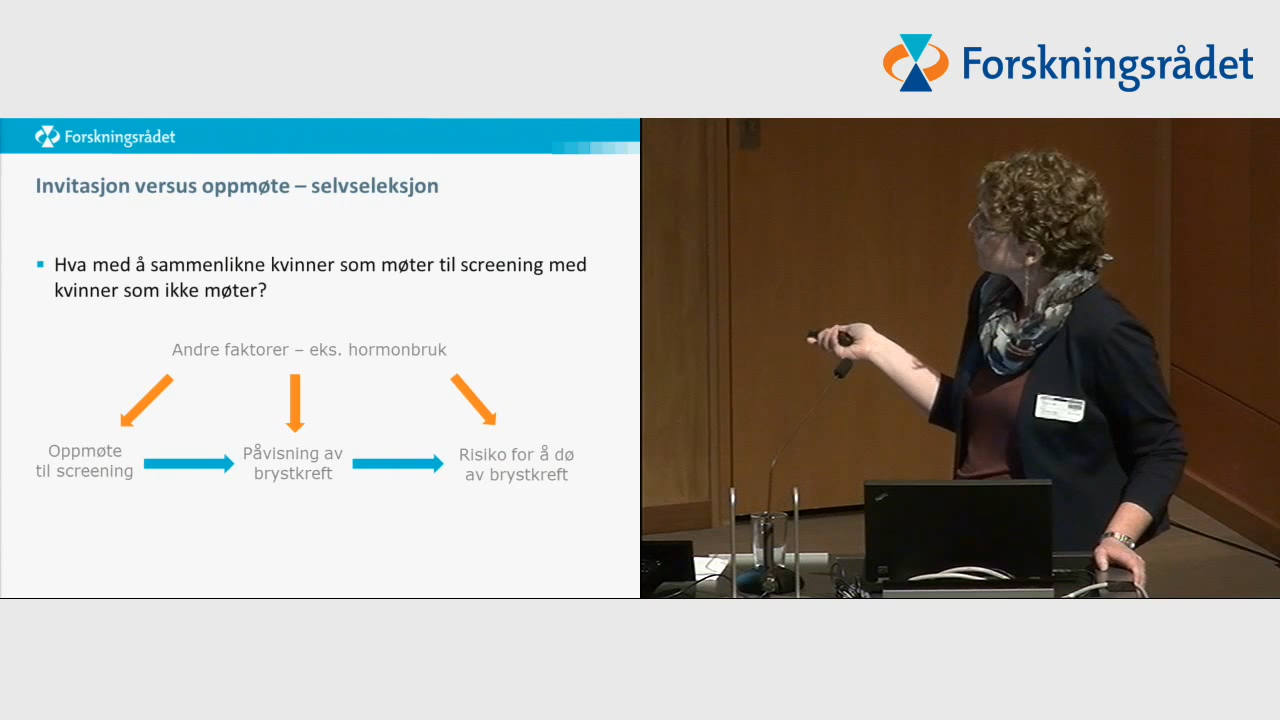 Forskningsrådet
Forskningsrådet
Invitasjon versus oppmøte – selvseleksjon
Hva med å sammenlikne kvinner som møter til screening med
kvinner som ikke møter?
Andre faktorer – eks. hormonbruk
Oppmøte
til screening
Påvisning av
brystkreft
Risiko for å dø
av brystkreft